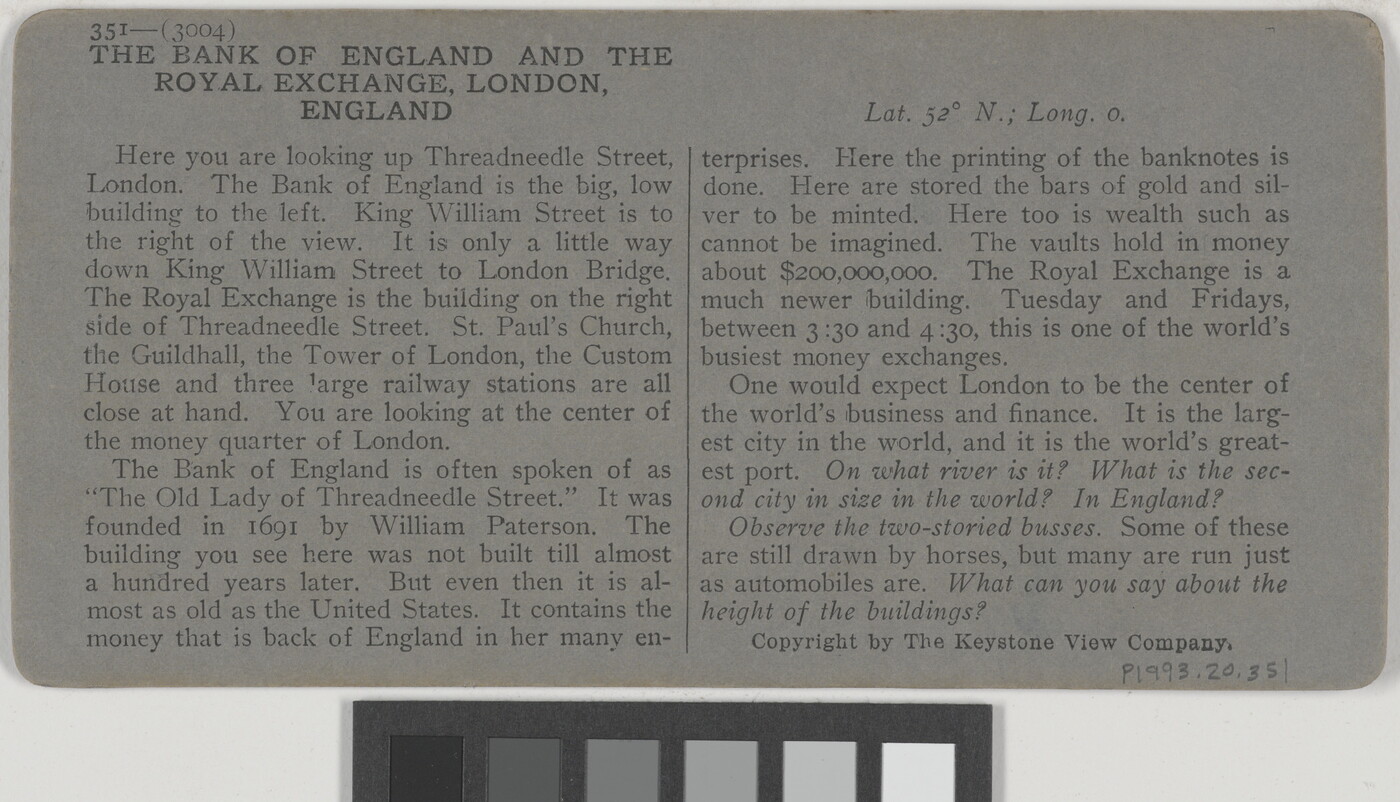 351—(3004)
THE BANK OF ENGLAND AND THE
ROYAL EXCHANGE, LONDON,
ENGLAND
Here you are looking up Threadneedle Street,
London. The Bank of England is the big, low
building to the left. King William Street is to
the right of the view. It is only a little way
down King William Street to London Bridge.
The Royal Exchange is the building on the right
side of Threadneedle Street. St. Paul's Church,
the Guildhall, the Tower of London, the Custom
House and three large railway stations are all
close at hand. You are looking at the center of
the money quarter of London.
The Bank of England is often spoken of as
“The Old Lady of Threadneedle Street.” It was
founded in 1691 by William Paterson. The
building you see here was not built till almost
a hundred years later. But even then it is al-
most as old as the United States. It contains the
money that is back of England in her many en-
Lat. 52° N.; Long. 0.
terprises. Here the printing of the banknotes is
done. Here are stored the bars of gold and sil-
ver to be minted. Here too is wealth such as
cannot be imagined. The vaults hold in money
about $200,000,000. The Royal Exchange is a
much newer building. Tuesday and Fridays,
between 3:30 and 4:30, this is one of the world's
busiest money exchanges.
One would expect London to be the center of
the world's business and finance. It is the larg-
est city in the world, and it is the world's great-
est port. On what river is it? What is the sec-
ond city in size in the world? In England?
Observe the two-storied busses. Some of these
are still drawn by horses, but many are run just
as automobiles are. What can you say about the
height of the buildings?
Copyright by The Keystone View Company.
P1993.20.351